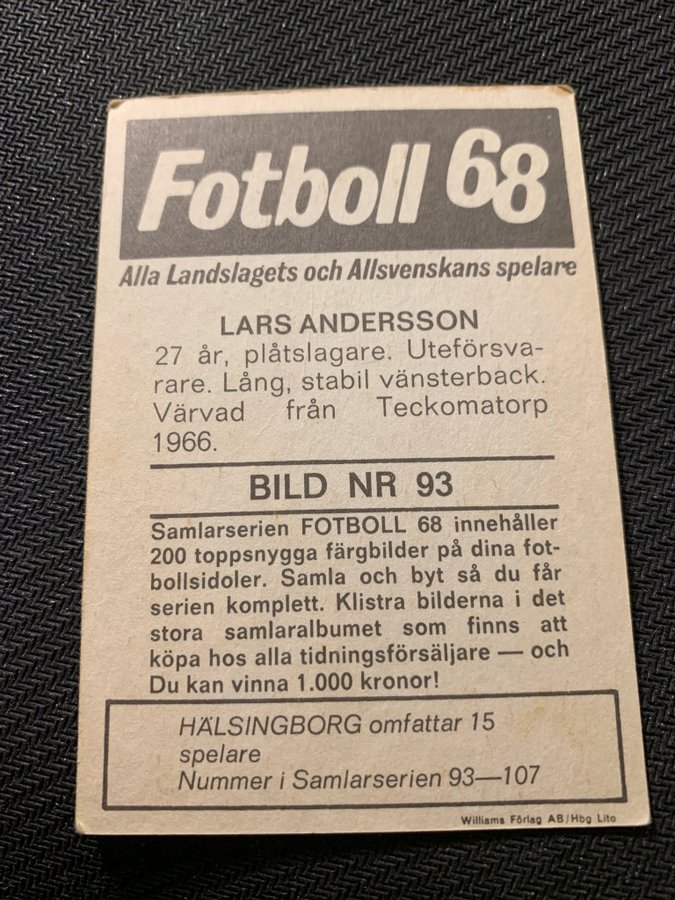 Fotboll 68
Alla Landslagets och Allsvenskans spelare
LARS ANDERSSON
27 år, plåtslagare. Uteförsva-
rare. Lång, stabil vänsterback.
Värvad från Teckomatorp
1966.
BILD NR 93
Samlarserien FOTBOLL 68 innehåller
200 toppsnygga färgbilder på dina fot-
bollsidoler. Samla och byt så du får
serien komplett. Klistra bilderna i det
stora samlaralbumet som finns att
köpa hos alla tidningsförsäljare — och
Du kan vinna 1.000 kronor!
HÄLSINGBORG omfattar 15
spelare
Nummer i Samlarserien 93—107
Williams Förlag AB/Hbg Lito